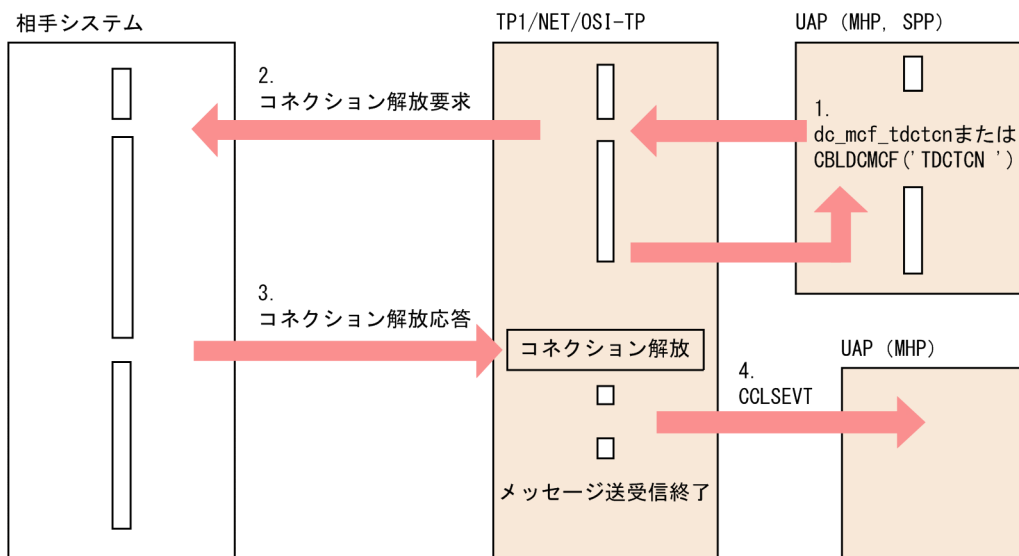 相手システム
TP1/NET/OSI-TP
UAP (MHP, SPP)
2.
コネクション解放要求
1.
dc_mcf_tdctcnまたは
CBLDCMCF('TDCTCN ')
3.
コネクション解放応答
コネクション解放
UAP (MHP)
4.
CCLSEVT
メッセージ送受信終了